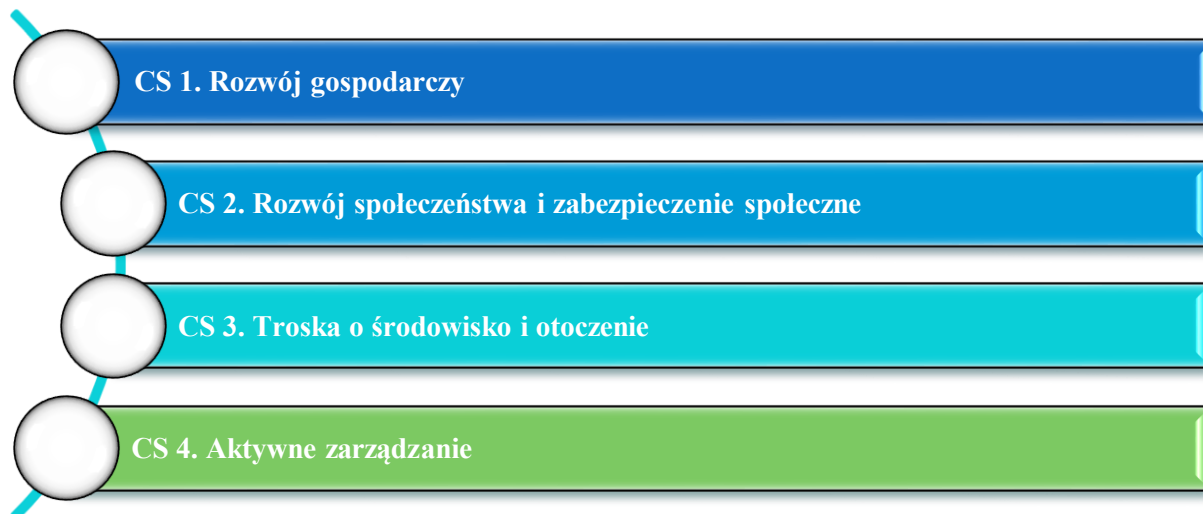 CS 1. Rozwój gospodarczy
CS 2. Rozwój społeczeństwa i zabezpieczenie społeczne
CS 3. Troska o środowisko i otoczenie
CS 4. Aktywne zarządzanie